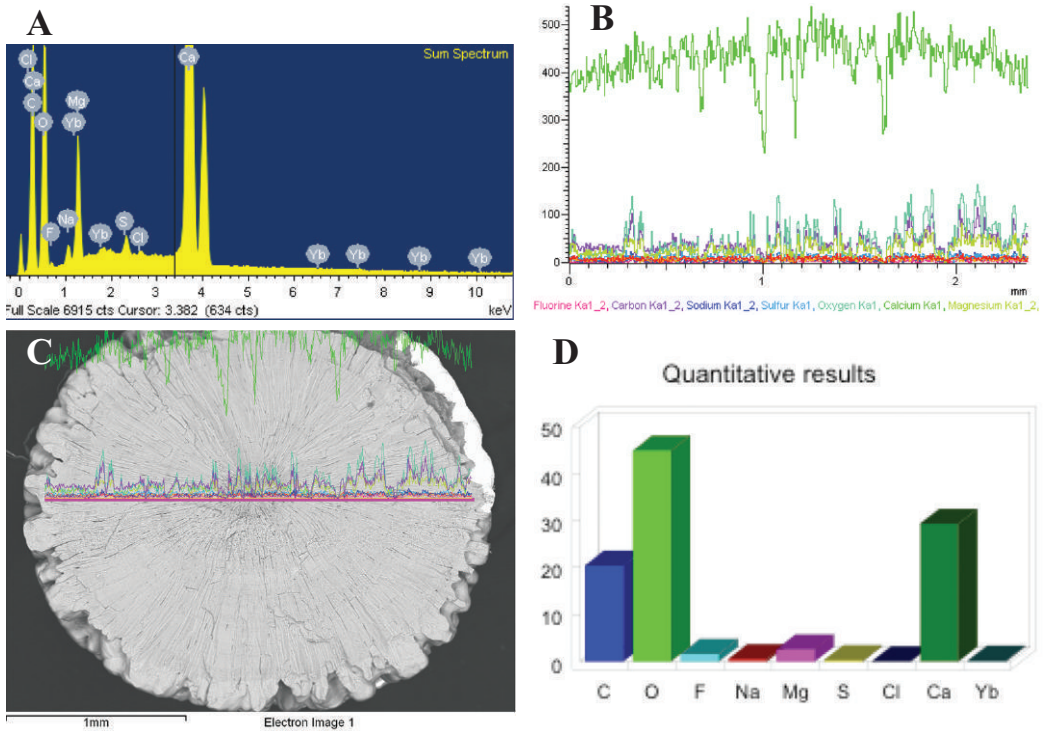 A
Sum Spectrum
Cl
Ca
C
O
F
Na
Mg
Yb
Yb
S
Cl
Ca
Yb
Yb
Yb
Yb
0 1 2 3 4 5 6 7 8 9 10
Full Scale 6915 cts Cursor: 3.382 (634 cts) keV
B
500
400
300
200
100
0
0 1 2
mm
Fluorine Ka1_2, Carbon Ka1_2, Sodium Ka1_2, Sulfur Ka1, Oxygen Ka1, Calcium Ka1, Magnesium Ka1_2,
C
1mm Electron Image 1
D
Quantitative results
50
40
30
20
10
0
C O F Na Mg S Cl Ca Yb